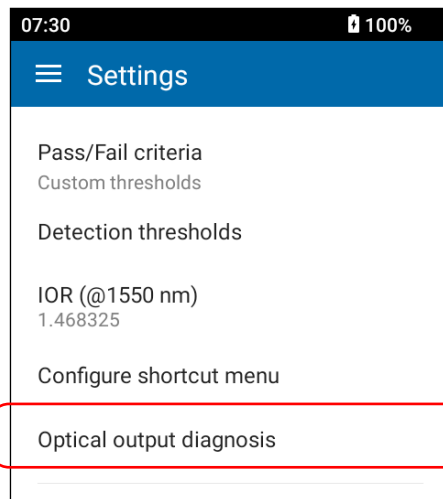 07:30 100%
Settings
Pass/Fail criteria
Custom thresholds
Detection thresholds
IOR (@1550 nm)
1.468325
Configure shortcut menu
Optical output diagnosis